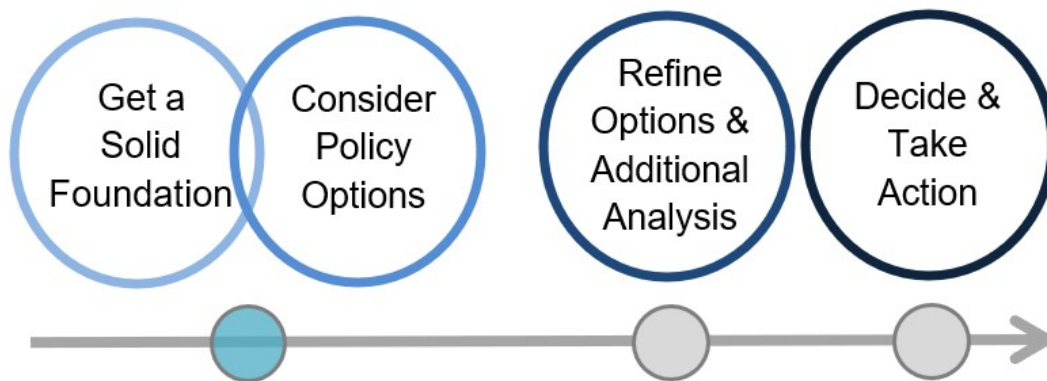 Get a
Solid
Foundation
Consider
Policy
Options
Refine
Options &
Additional
Analysis
Decide &
Take
Action